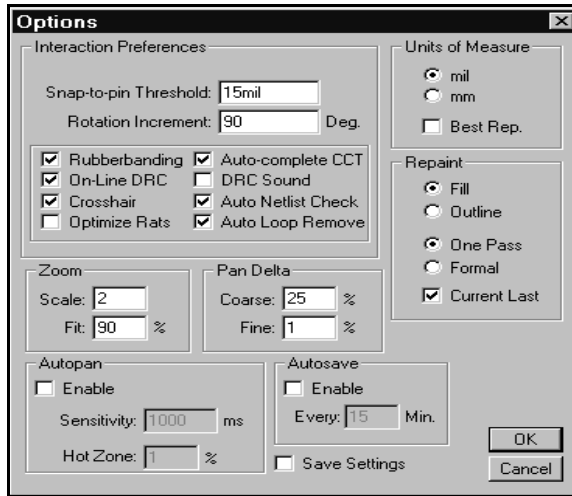 Options
Interaction Preferences
Snap-to-pin Threshold: 15mil
Rotation Increment: 90 Deg.
Rubberbanding Auto-complete CCT
On-Line DRC DRC Sound
Crosshair Auto Netlist Check
Optimize Rats Auto Loop Remove
Units of Measure
mil
mm
Best Rep.
Repaint
Fill
Outline
One Pass
Formal
Current Last
Zoom
Scale: 2
Fit: 90 %
Pan Delta
Coarse: 25 %
Fine: 1 %
Autopan
Enable
Sensitivity: 1000 ms
Hot Zone: 1 %
Autosave
Enable
Every: 15 Min.
Save Settings
OK
Cancel